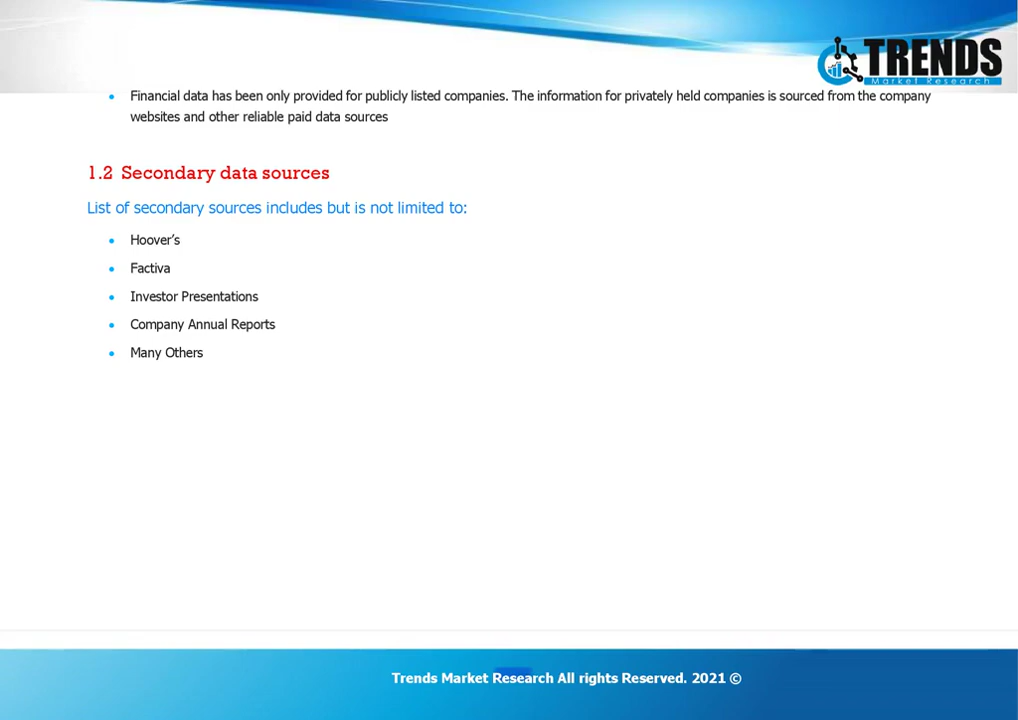 TRENDS
Market Research
• Financial data has been only provided for publicly listed companies. The information for privately held companies is sourced from the company
websites and other reliable paid data sources
1.2 Secondary data sources
List of secondary sources includes but is not limited to:
• Hoover’s
• Factiva
• Investor Presentations
• Company Annual Reports
• Many Others
Trends Market Research All rights Reserved. 2021 ©